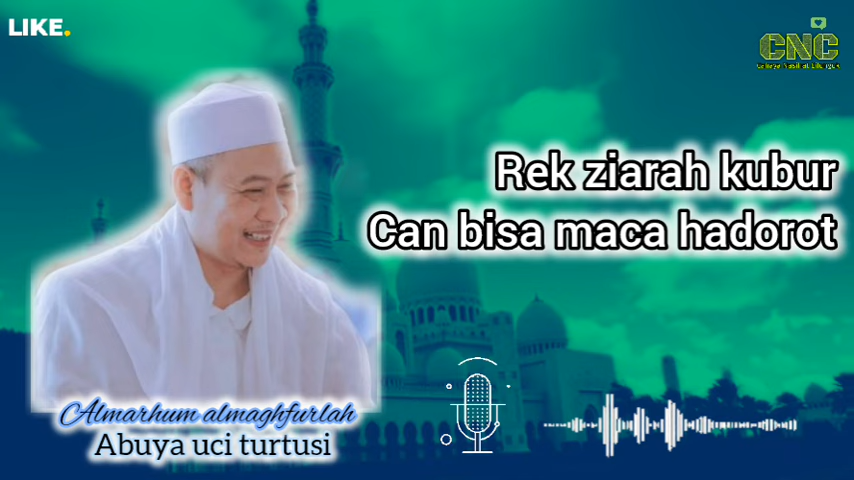 LIKE.
CNC
Rek ziarah kubur
Can bisa maca hadorot
Almarhum almaghfurlah
Abuya uci turtusi